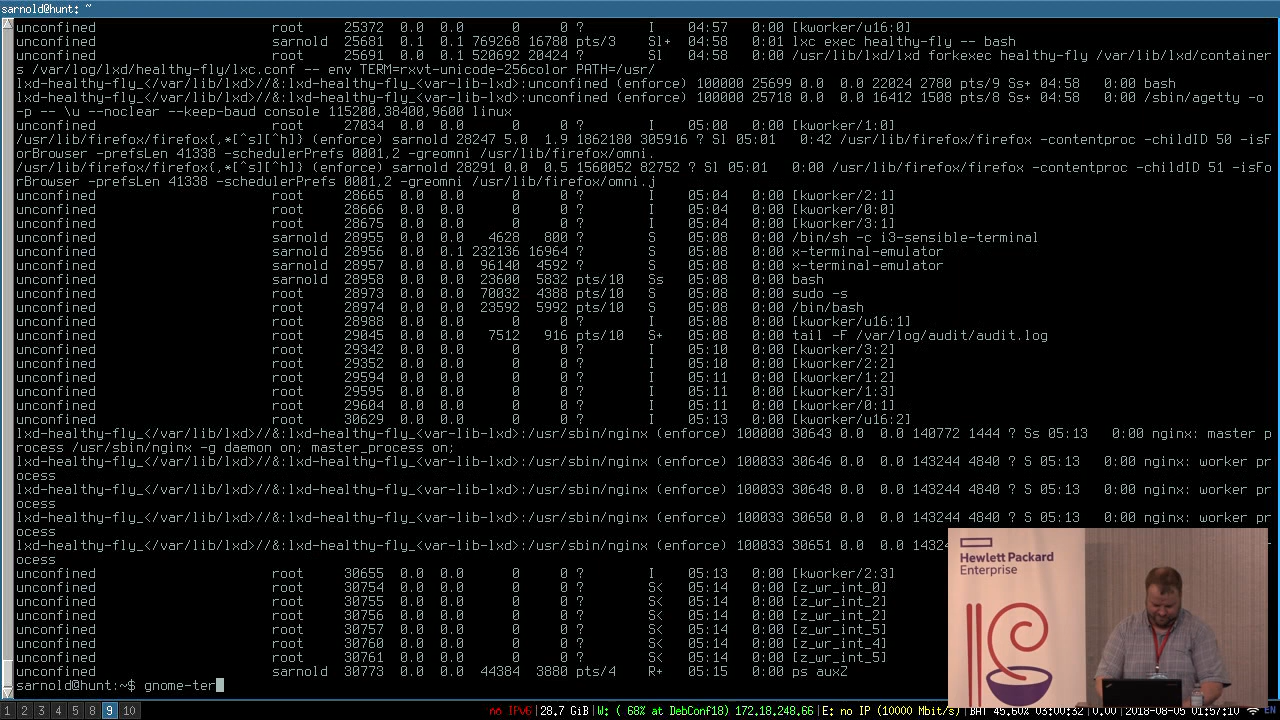 sarnold@hunt: ~
unconfined root 25372 0.0 0.0 0 0 ? I 04:57 0:00 [kworker/u16:0]
unconfined sarnold 25681 0.1 0.1 769268 16780 pts/3 Sl+ 04:58 0:01 lxc exec healthy-fly -- bash
unconfined root 25695 0.0 0.1 520692 20424 ? Sl 04:58 0:00 /usr/lib/lxd/lxd forkexec healthy-fly /var/lib/lxd/container
s /var/log/lxd/healthy-fly/lxc.conf -- env TERM=rxvt-unicode-256color PATH=/usr/
lxd-healthy-fly_</var/lib/lxd>//&:lxd-healthy-fly_<var-lib-lxd>:unconfined (enforce) 100000 25699 0.0 0.0 22024 2780 pts/9 Ss+ 04:58 0:00 bash
lxd-healthy-fly_</var/lib/lxd>//&:lxd-healthy-fly_<var-lib-lxd>:unconfined (enforce) 100000 25718 0.0 0.0 16412 1508 pts/8 Ss+ 04:58 0:00 /sbin/agetty -o
-p -- \u --noclear --keep-baud console 115200,38400,9600 linux
unconfined root 27034 0.0 0.0 0 0 ? I 05:00 0:00 [kworker/1:0]
/usr/lib/firefox/firefox{,*[^s][^h]} (enforce) sarnold 28247 5.0 1.9 1862180 305916 ? Sl 05:01 0:42 /usr/lib/firefox/firefox -contentproc -childID 50 -isF
orBrowser -prefsLen 41338 -schedulerPrefs 0001,2 -greomni /usr/lib/firefox/omni.
/usr/lib/firefox/firefox{,*[^s][^h]} (enforce) sarnold 28291 0.0 0.5 1560052 82752 ? Sl 05:01 0:00 /usr/lib/firefox/firefox -contentproc -childID 51 -isFo
rBrowser -prefsLen 41338 -schedulerPrefs 0001,2 -greomni /usr/lib/firefox/omni.j
unconfined root 28665 0.0 0.0 0 0 ? I 05:04 0:00 [kworker/2:1]
unconfined root 28666 0.0 0.0 0 0 ? I 05:04 0:00 [kworker/0:0]
unconfined root 28675 0.0 0.0 0 0 ? I 05:04 0:00 [kworker/3:1]
unconfined sarnold 28955 0.0 0.0 4628 800 ? S 05:08 0:00 /bin/sh -c i3-sensible-terminal
unconfined sarnold 28956 0.0 0.1 232136 16964 ? S 05:08 0:00 x-terminal-emulator
unconfined sarnold 28957 0.0 0.0 96140 4592 ? S 05:08 0:00 x-terminal-emulator
unconfined sarnold 28958 0.0 0.0 23600 5832 pts/10 Ss 05:08 0:00 bash
unconfined root 28973 0.0 0.0 70032 4388 pts/10 S 05:08 0:00 sudo -s
unconfined root 28974 0.0 0.0 23592 5992 pts/10 S 05:08 0:00 /bin/bash
unconfined root 28988 0.0 0.0 0 0 ? I 05:08 0:00 [kworker/u16:1]
unconfined root 29045 0.0 0.0 7512 916 pts/10 S+ 05:08 0:00 tail -F /var/log/audit/audit.log
unconfined root 29342 0.0 0.0 0 0 ? I 05:10 0:00 [kworker/3:2]
unconfined root 29352 0.0 0.0 0 0 ? I 05:10 0:00 [kworker/2:2]
unconfined root 29594 0.0 0.0 0 0 ? I 05:11 0:00 [kworker/1:2]
unconfined root 29595 0.0 0.0 0 0 ? I 05:11 0:00 [kworker/1:3]
unconfined root 29604 0.0 0.0 0 0 ? I 05:11 0:00 [kworker/0:1]
unconfined root 30629 0.0 0.0 0 0 ? I 05:13 0:00 [kworker/u16:2]
lxd-healthy-fly_</var/lib/lxd>//&:lxd-healthy-fly_<var-lib-lxd>:/usr/sbin/nginx (enforce) 100000 30643 0.0 0.0 140772 1444 ? Ss 05:13 0:00 nginx: master p
rocess /usr/sbin/nginx -g daemon on; master_process on;
lxd-healthy-fly_</var/lib/lxd>//&:lxd-healthy-fly_<var-lib-lxd>:/usr/sbin/nginx (enforce) 100033 30646 0.0 0.0 143244 4840 ? S 05:13 0:00 nginx: worker pr
ocess
lxd-healthy-fly_</var/lib/lxd>//&:lxd-healthy-fly_<var-lib-lxd>:/usr/sbin/nginx (enforce) 100033 30648 0.0 0.0 143244 4840 ? S 05:13 0:00 nginx: worker pr
ocess
lxd-healthy-fly_</var/lib/lxd>//&:lxd-healthy-fly_<var-lib-lxd>:/usr/sbin/nginx (enforce) 100033 30650 0.0 0.0 143244 4840 ? S 05:13 0:00 nginx: worker pr
ocess
lxd-healthy-fly_</var/lib/lxd>//&:lxd-healthy-fly_<var-lib-lxd>:/usr/sbin/nginx (enforce) 100033 30651 0.0 0.0
ocess
unconfined root 30655 0.0 0.0 0 0 ? I 05:13 0:00 [kworker/2:3]
unconfined root 30754 0.0 0.0 0 0 ? S< 05:14 0:00 [z_wr_int_0]
unconfined root 30755 0.0 0.0 0 0 ? S< 05:14 0:00 [z_wr_int_2]
unconfined root 30756 0.0 0.0 0 0 ? S< 05:14 0:00 [z_wr_int_2]
unconfined root 30757 0.0 0.0 0 0 ? S< 05:14 0:00 [z_wr_int_5]
unconfined root 30760 0.0 0.0 0 0 ? S< 05:14 0:00 [z_wr_int_4]
unconfined root 30761 0.0 0.0 0 0 ? S< 05:14 0:00 [z_wr_int_5]
unconfined sarnold 30773 0.0 0.0 44384 3880 pts/4 R+ 05:15 0:00 ps auxZ
sarnold@hunt:~$ gnome-ter
Hewlett Packard
Enterprise
1 2 3 4 5 8 9 10
no IPv6|28.7 GiB|W: ( 68% at DebConf18) 172.18.248.66|E: no IP (10000 Mbit/s)|BAT 45.60% 03:00:32|0.00|2018-08-06 01:57:10 EN